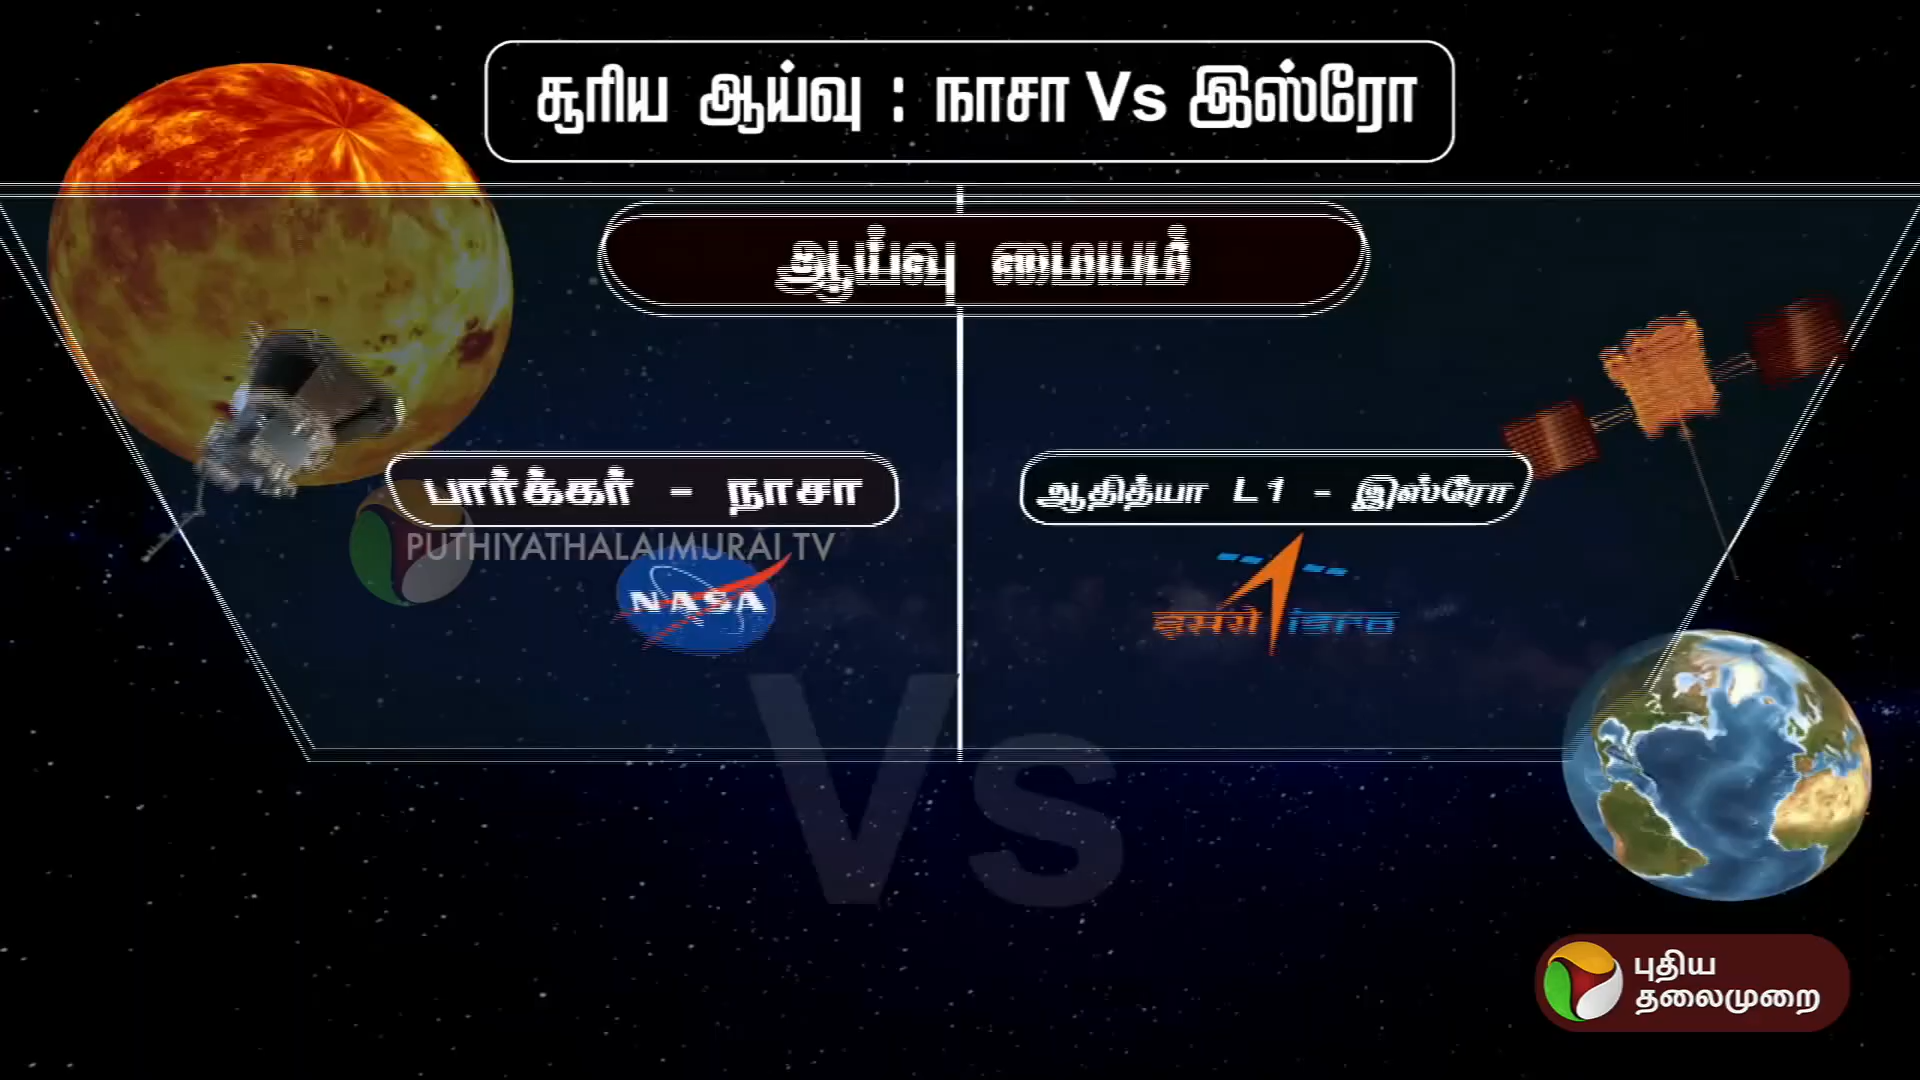 சூரிய ஆய்வு : நாசா Vs இஸ்ரோ
ஆய்வு மையம்
பார்க்கர் - நாசா
ஆதித்யா L1 - இஸ்ரோ
PUTHIYATHALAIMURAI TV
NASA
इसरो isro
Vs
புதிய
தலைமுறை